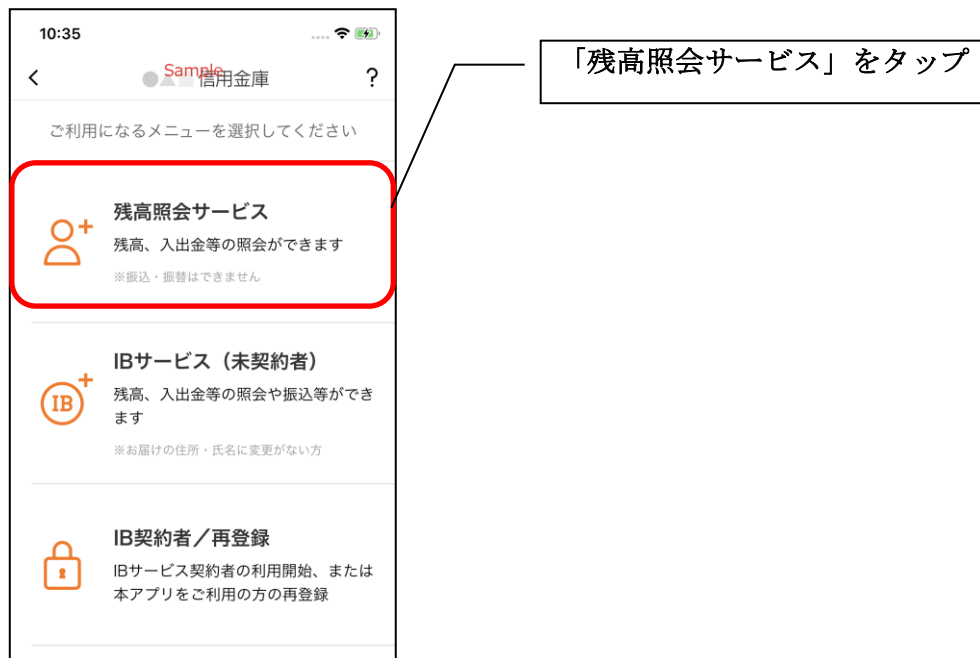 10:35
「残高照会サービス」をタップ
Sample
●▲■信用金庫
?
ご利用になるメニューを選択してください
残高照会サービス
残高、入出金等の照会ができます
※振込・振替はできません
IBサービス（未契約者）
残高、入出金等の照会や振込等ができ
ます
※お届けの住所・氏名に変更がない方
IB
IB契約者／再登録
IBサービス契約者の利用開始、または
本アプリをご利用の方の再登録